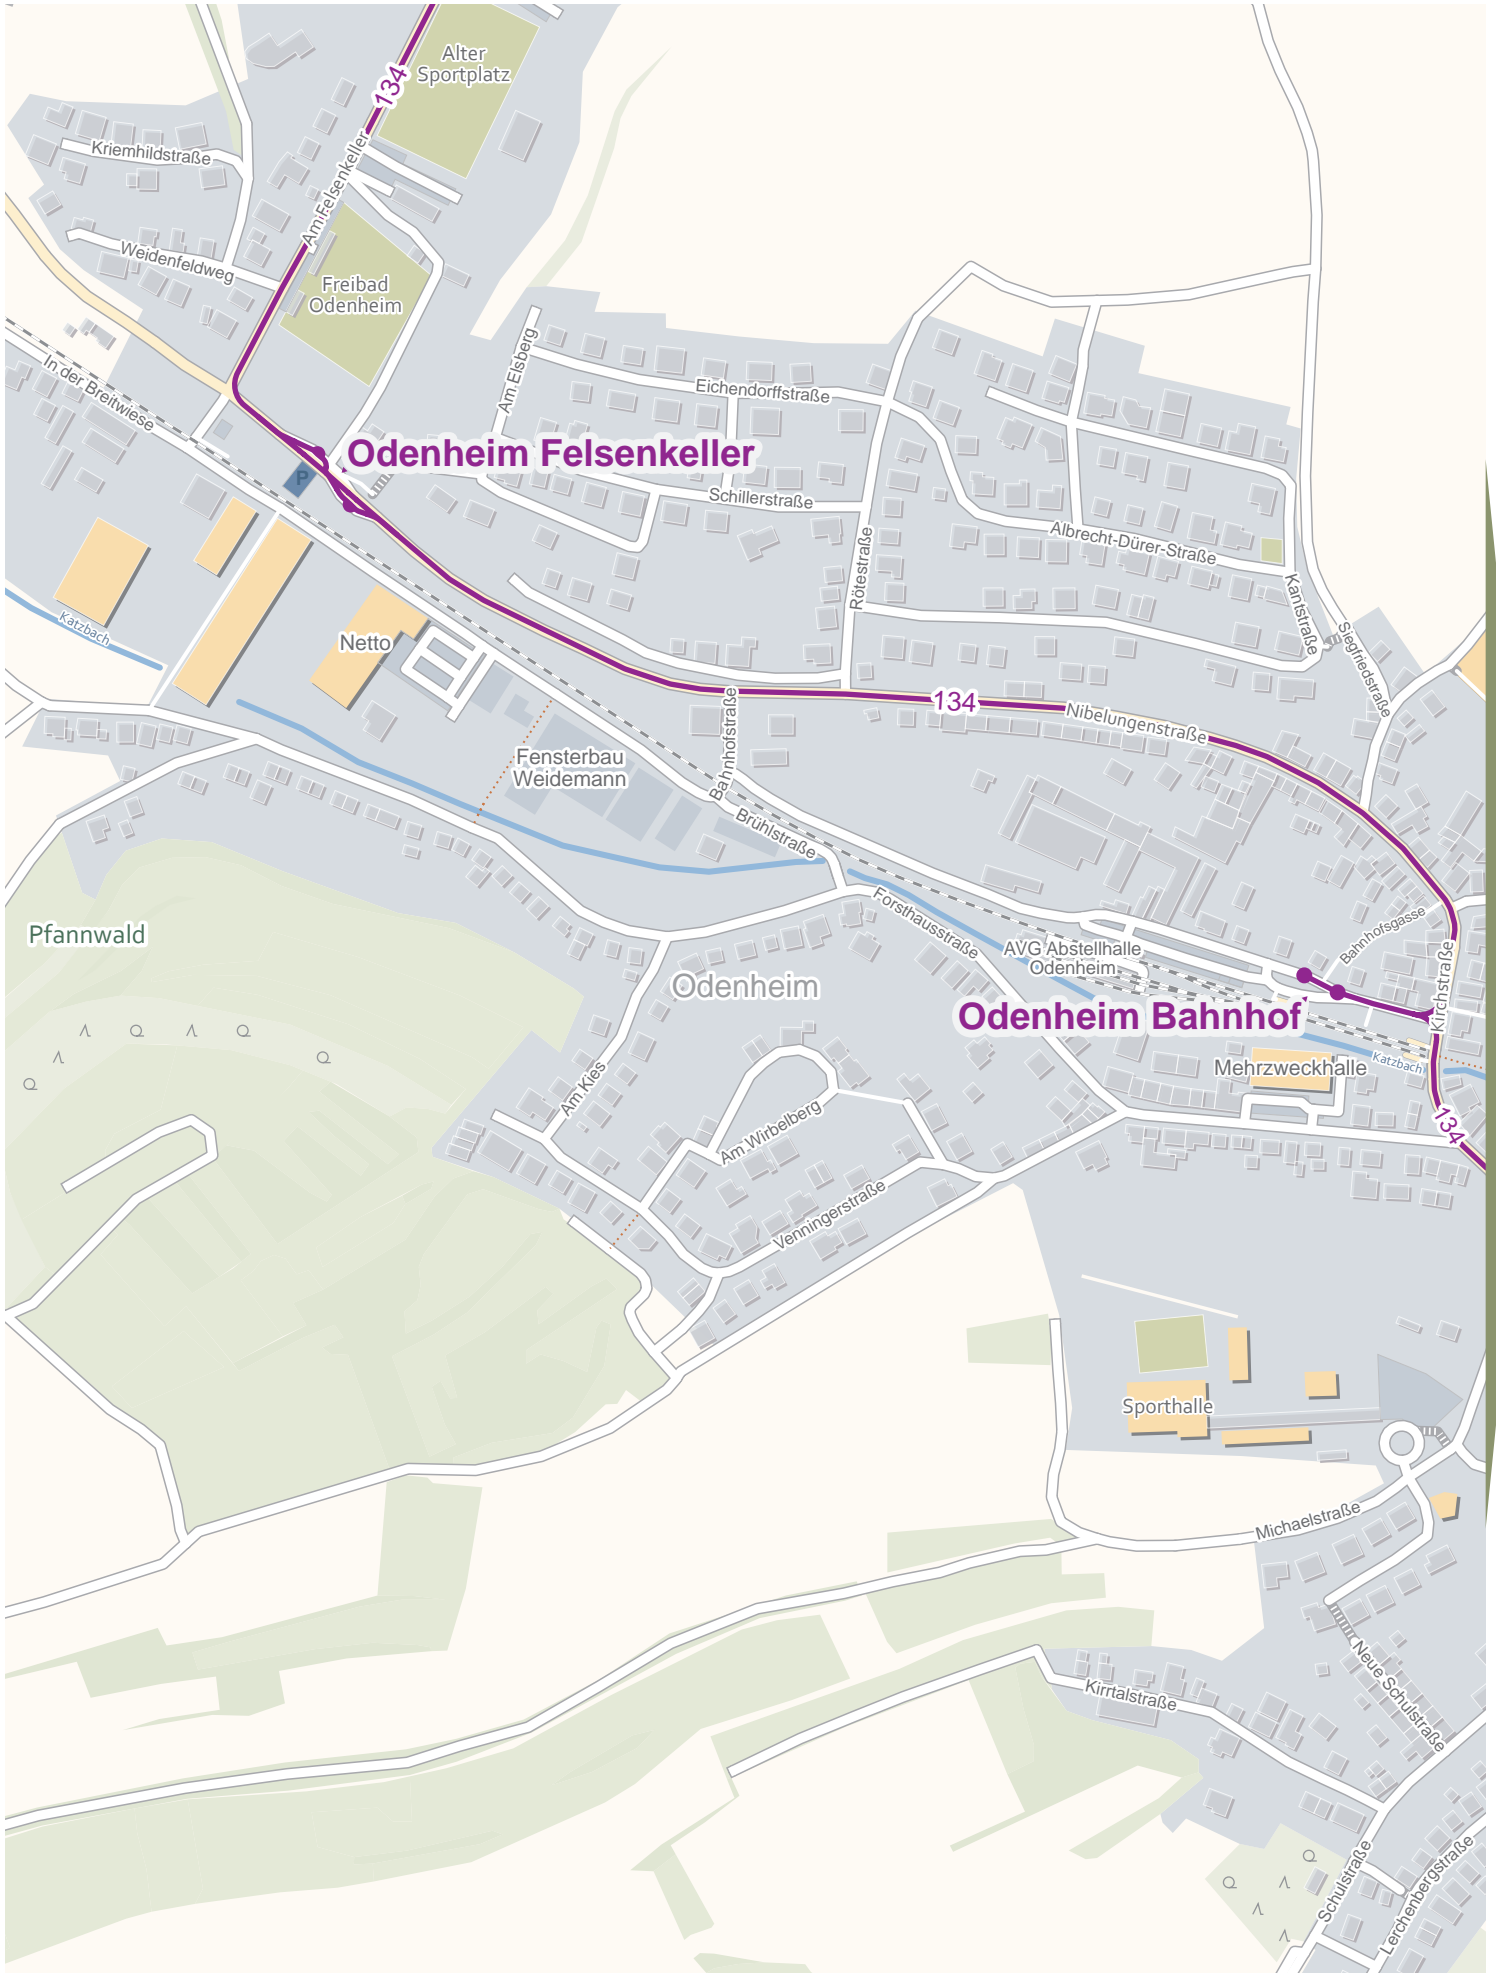 Alter
Sportplatz
134
Kriemhildstraße
Am Felsenkeller
Weidenfeldweg
Freibad
Odenheim
In der Breitwiese
Am Elsberg
Eichendorffstraße
Odenheim Felsenkeller
P
Schillerstraße
Albrecht-Dürer-Straße
Rötestraße
Kantstraße
Siegfriedstraße
Katzbach
Netto
134
Nibelungenstraße
Bahnhofstraße
Fensterbau
Weidemann
Brühlstraße
Forsthausstraße
Bahnhofsgasse
Pfannwald
AVG Abstellhalle
Odenheim
Kirchstraße
Odenheim
Odenheim Bahnhof
Katzbach
Mehrzweckhalle
Am Kies
Am Wirbelberg
134
Venningerstraße
Sporthalle
Michaelstraße
Neue Schulstraße
Kirrtalstraße
Schulstraße
Lerchenbergstraße